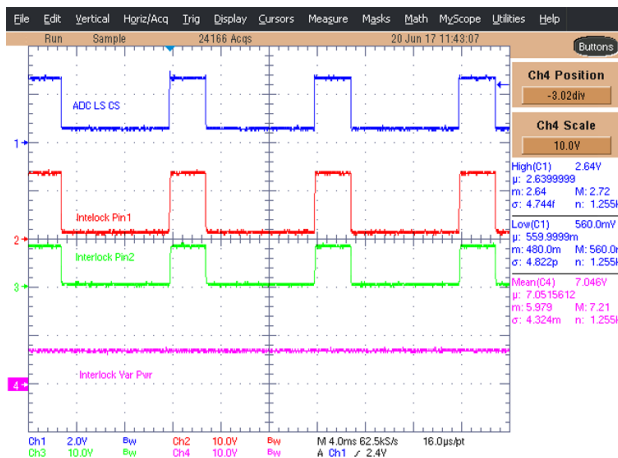 File Edit Vertical Horiz/Acq Trig Display Cursors Measure Masks Math MyScope Utilities Help
Run Sample 24166 Acqs 20 Jun 17 11:43:07
Buttons
Ch4 Position
-3.02div
Ch4 Scale
10.0V
ADC LS CS
1
Intelock Pin1
2
Interlock Pin2
3
Interlock Var Pwr
4
High(C1) 2.64V
µ: 2.6399999
m: 2.64 M: 2.72
σ: 4.744f n: 1.255k
Low(C1) 560.0mV
µ: 559.9999m
m: 480.0m M: 560.0
σ: 4.822p n: 1.255k
Mean(C4) 7.046V
µ: 7.0515612
m: 5.979 M: 7.21
σ: 4.324m n: 1.255k
Ch1 2.0V Bw Ch2 10.0V Bw M 4.0ms 62.5kS/s 16.0µs/pt
Ch3 10.0V Bw Ch4 10.0V Bw A Ch1 / 2.4V